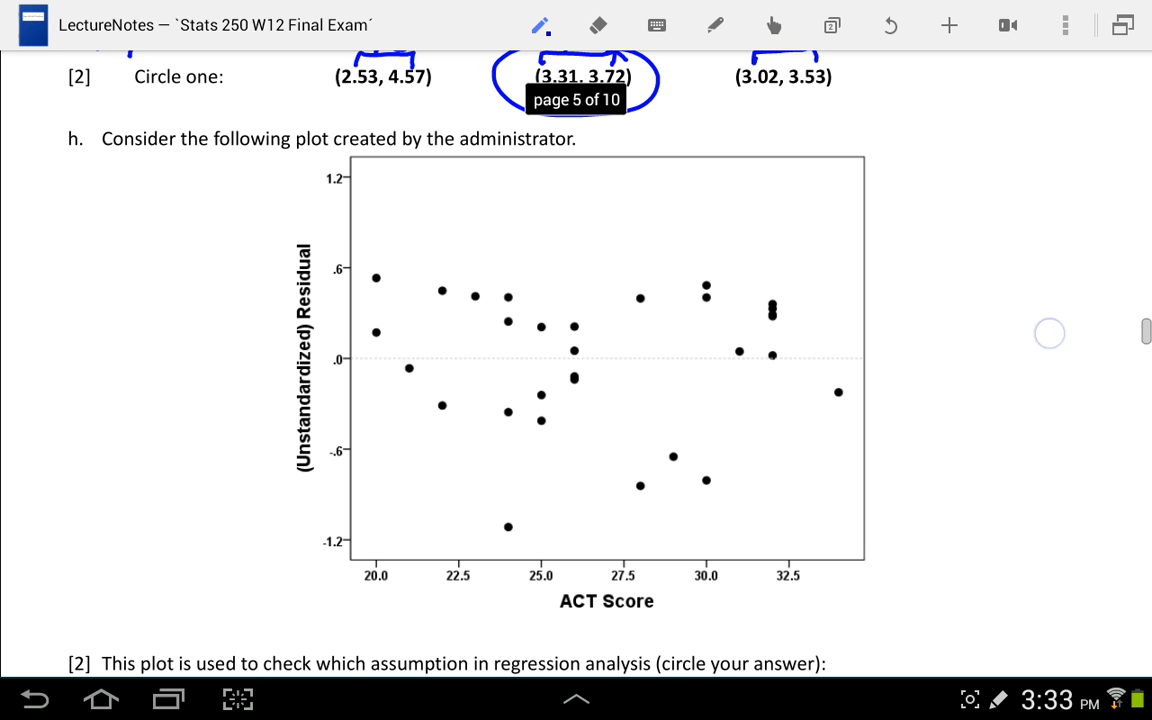 LectureNotes — `Stats 250 W12 Final Exam´
2
[2] Circle one: (2.53, 4.57) (3.31, 3.72) (3.02, 3.53)
page 5 of 10
h. Consider the following plot created by the administrator.
1.2
.6
.0
-.6
-1.2
(Unstandardized) Residual
20.0 22.5 25.0 27.5 30.0 32.5
ACT Score
[2] This plot is used to check which assumption in regression analysis (circle your answer):
3:33 PM